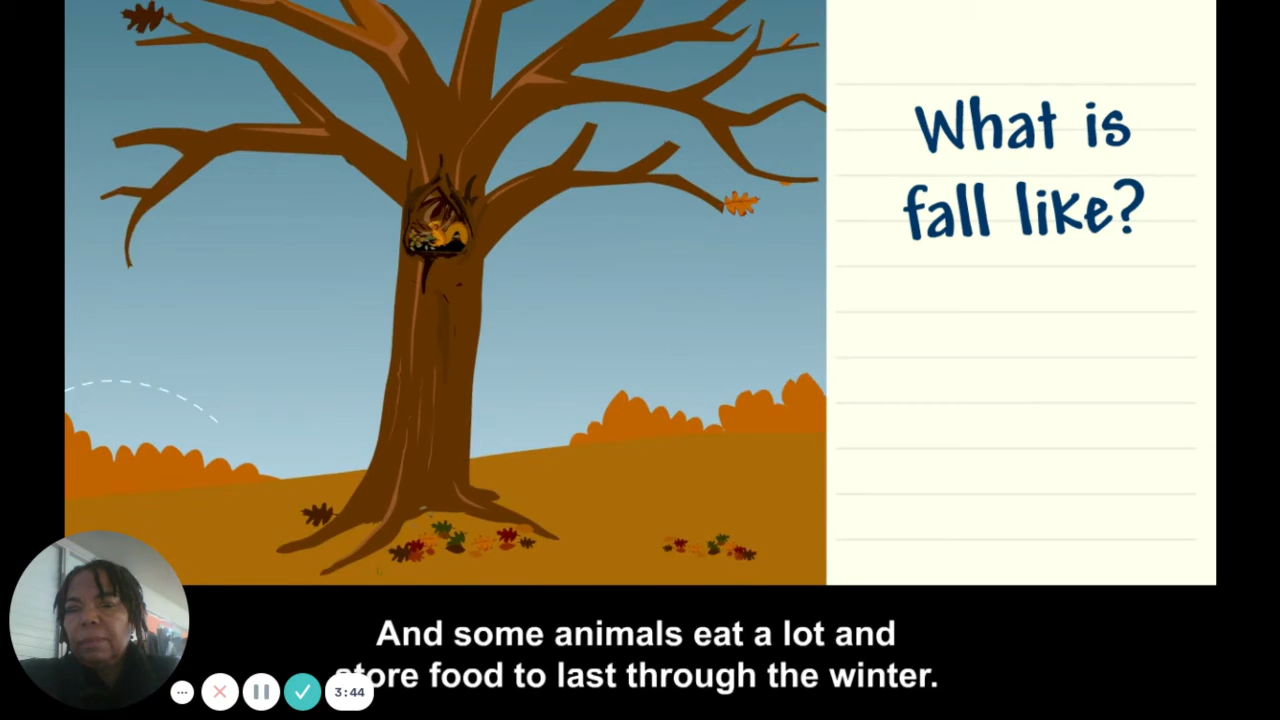 What is
fall like?
And some animals eat a lot and
store food to last through the winter.
3:44